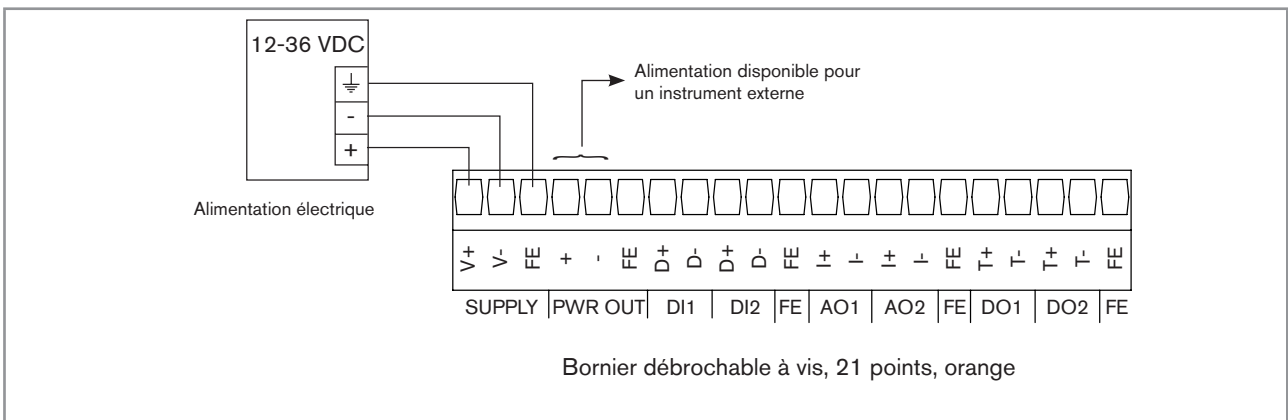 12-36 VDC
-
+
Alimentation électrique
Alimentation disponible pour
un instrument externe
V+ V- FE + - FE D+ D- D+ D- FE I+ I- I+ I- FE T+ T- T+ T- FE
SUPPLY PWR OUT DI1 DI2 FE AO1 AO2 FE DO1 DO2 FE
Bornier débrochable à vis, 21 points, orange